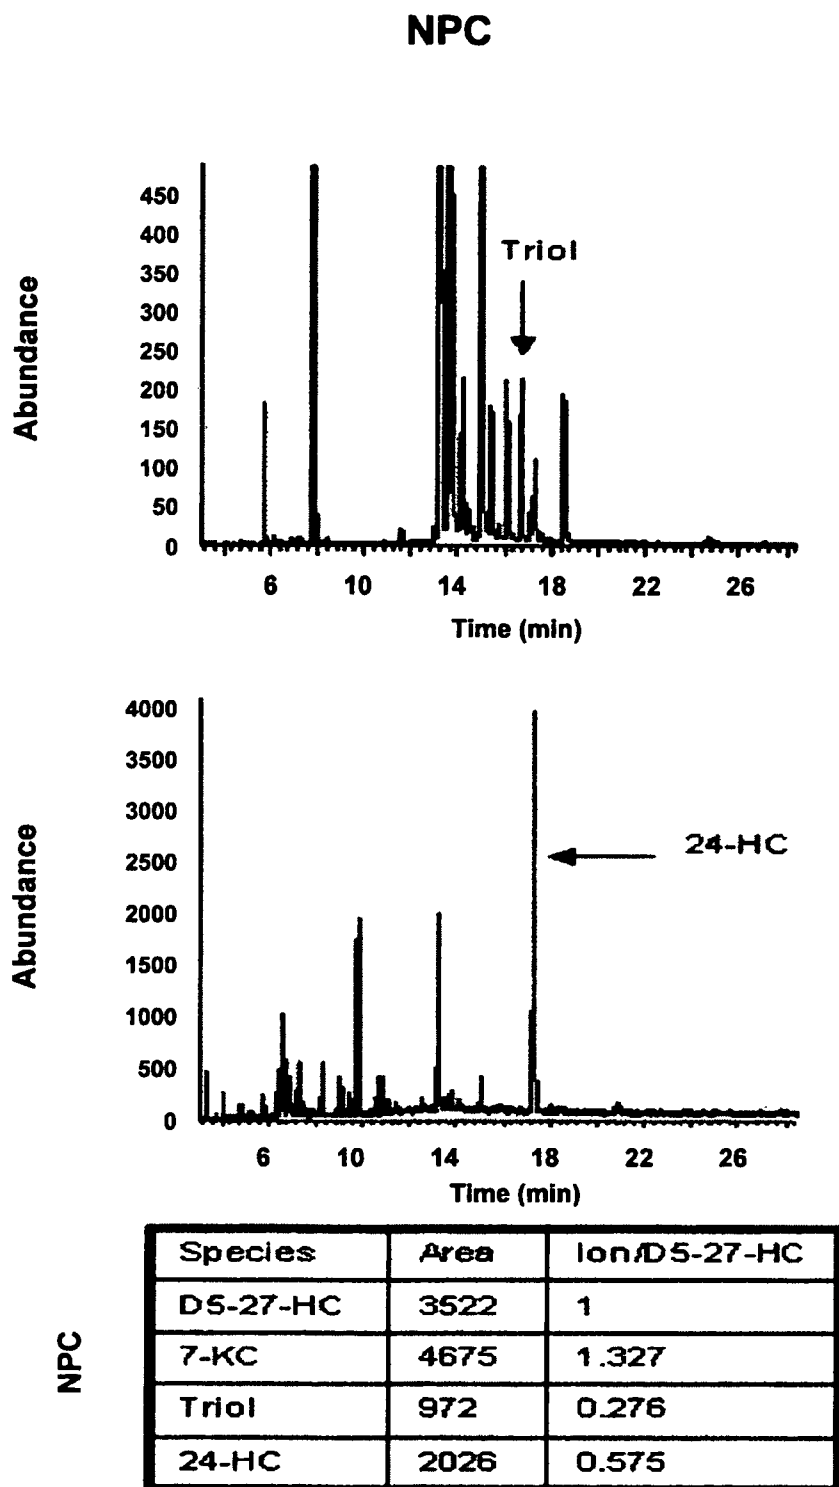 NPC
Abundance
450
400
350
300
250
200
150
100
50
0
Triol
6 10 14 18 22 26
Time (min)
Abundance
4000
3500
3000
2500
2000
1500
1000
500
0
24-HC
6 10 14 18 22 26
Time (min)
NPC
Species Area Ion/D5-27-HC
D5-27-HC 3522 1
7-KC 4675 1.327
Triol 972 0.276
24-HC 2026 0.575